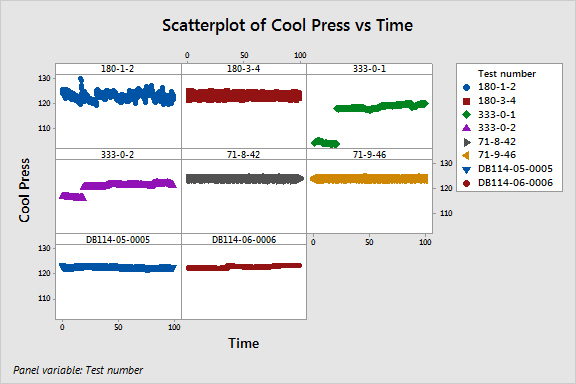 Scatterplot of Cool Press vs Time
0 50 100
180-1-2 180-3-4 333-0-1
130
120
110
333-0-2 71-8-42 71-9-46
130
120
110
DB114-05-0005 DB114-06-0006
130
120
110
0 50 100
0 50 100
Cool Press
Time
Test number
180-1-2
180-3-4
333-0-1
333-0-2
71-8-42
71-9-46
DB114-05-0005
DB114-06-0006
Panel variable: Test number